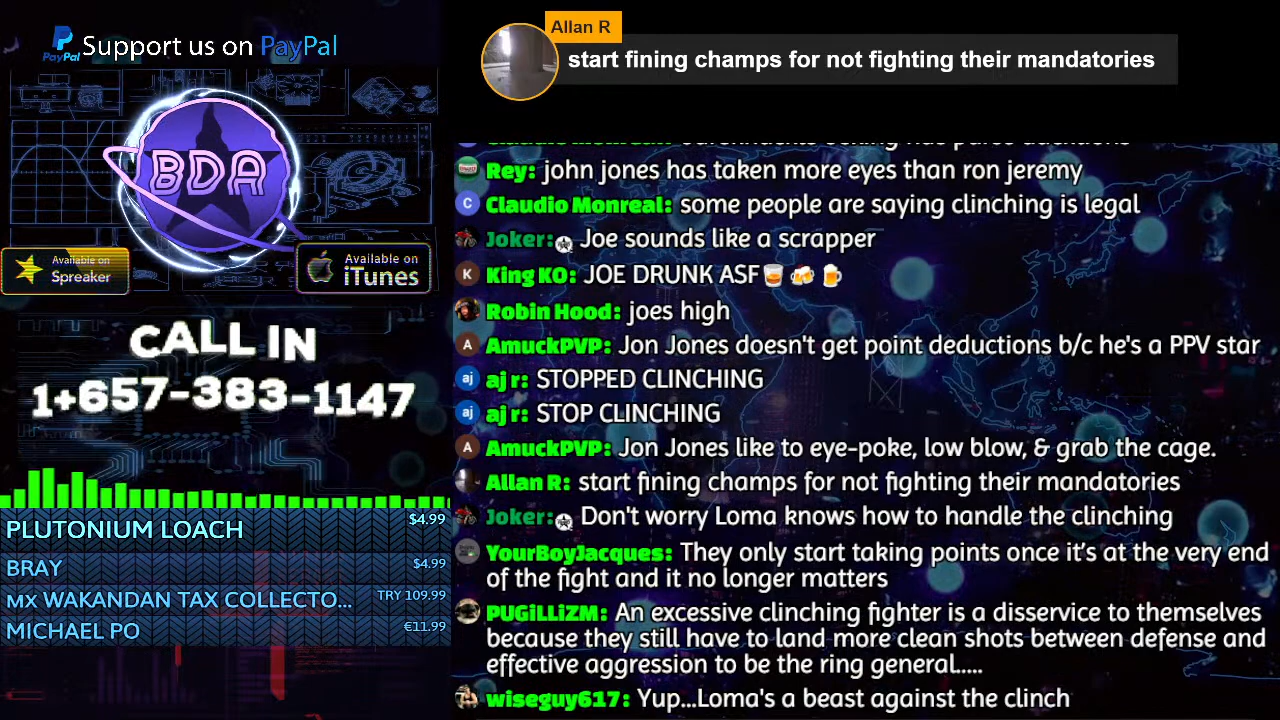 Support us on PayPal
PayPal
BDA
Available on
Spreaker
Available on
iTunes
CALL IN
1+657-383-1147
PLUTONIUM LOACH $4.99
BRAY $4.99
MX WAKANDAN TAX COLLECTO... TRY 109.99
MICHAEL PO €11.99
Allan R
start fining champs for not fighting their mandatories
Rey: john jones has taken more eyes than ron jeremy
C Claudio Monreal: some people are saying clinching is legal
Joker: Joe sounds like a scrapper
K King KO: JOE DRUNK ASF🥃🍻🍺
Robin Hood: joes high
A AmuckPVP: Jon Jones doesn't get point deductions b/c he's a PPV star
aj aj r: STOPPED CLINCHING
aj aj r: STOP CLINCHING
A AmuckPVP: Jon Jones like to eye-poke, low blow, & grab the cage.
Allan R: start fining champs for not fighting their mandatories
Joker: Don't worry Loma knows how to handle the clinching
YourBoyJacques: They only start taking points once it's at the very end
of the fight and it no longer matters
PUGiLLiZM: An excessive clinching fighter is a disservice to themselves
because they still have to land more clean shots between defense and
effective aggression to be the ring general.....
wiseguy617: Yup...Loma's a beast against the clinch